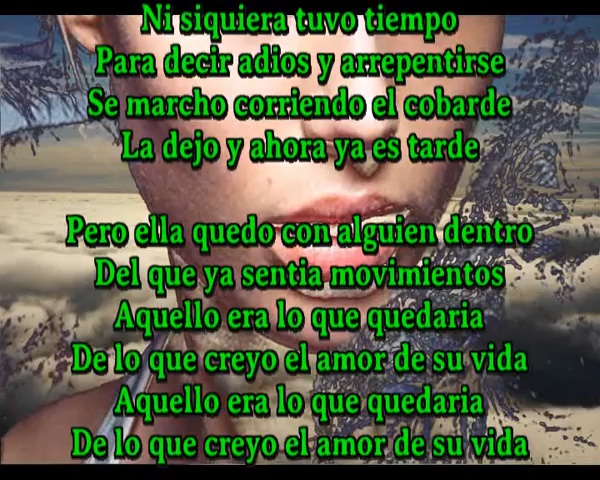 Ni siquiera tuvo tiempo
Para decir adios y arrepentirse
Se marcho corriendo el cobarde
La dejo y ahora ya es tarde
Pero ella quedo con alguien dentro
Del que ya sentia movimientos
Aquello era lo que quedaria
De lo que creyo el amor de su vida
Aquello era lo que quedaria
De lo que creyo el amor de su vida